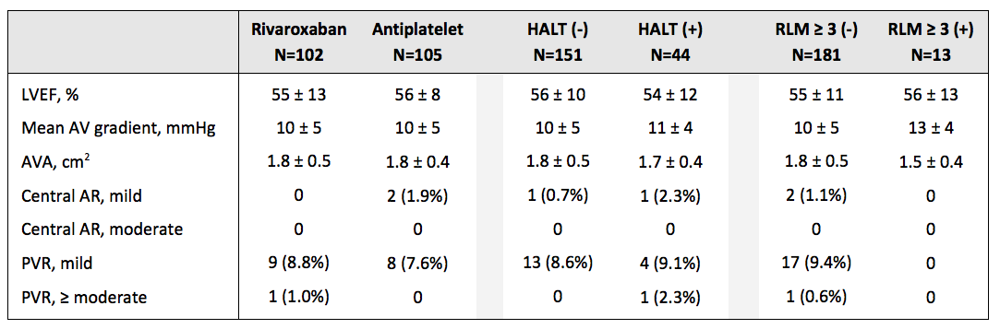 Rivaroxaban Antiplatelet HALT (-) HALT (+) RLM ≥ 3 (-) RLM ≥ 3 (+)
N=102 N=105 N=151 N=44 N=181 N=13
LVEF, % 55 ± 13 56 ± 8 56 ± 10 54 ± 12 55 ± 11 56 ± 13
Mean AV gradient, mmHg 10 ± 5 10 ± 5 10 ± 5 11 ± 4 10 ± 5 13 ± 4
AVA, cm² 1.8 ± 0.5 1.8 ± 0.4 1.8 ± 0.5 1.7 ± 0.4 1.8 ± 0.5 1.5 ± 0.4
Central AR, mild 0 2 (1.9%) 1 (0.7%) 1 (2.3%) 2 (1.1%) 0
Central AR, moderate 0 0 0 0 0 0
PVR, mild 9 (8.8%) 8 (7.6%) 13 (8.6%) 4 (9.1%) 17 (9.4%) 0
PVR, ≥ moderate 1 (1.0%) 0 0 1 (2.3%) 1 (0.6%) 0